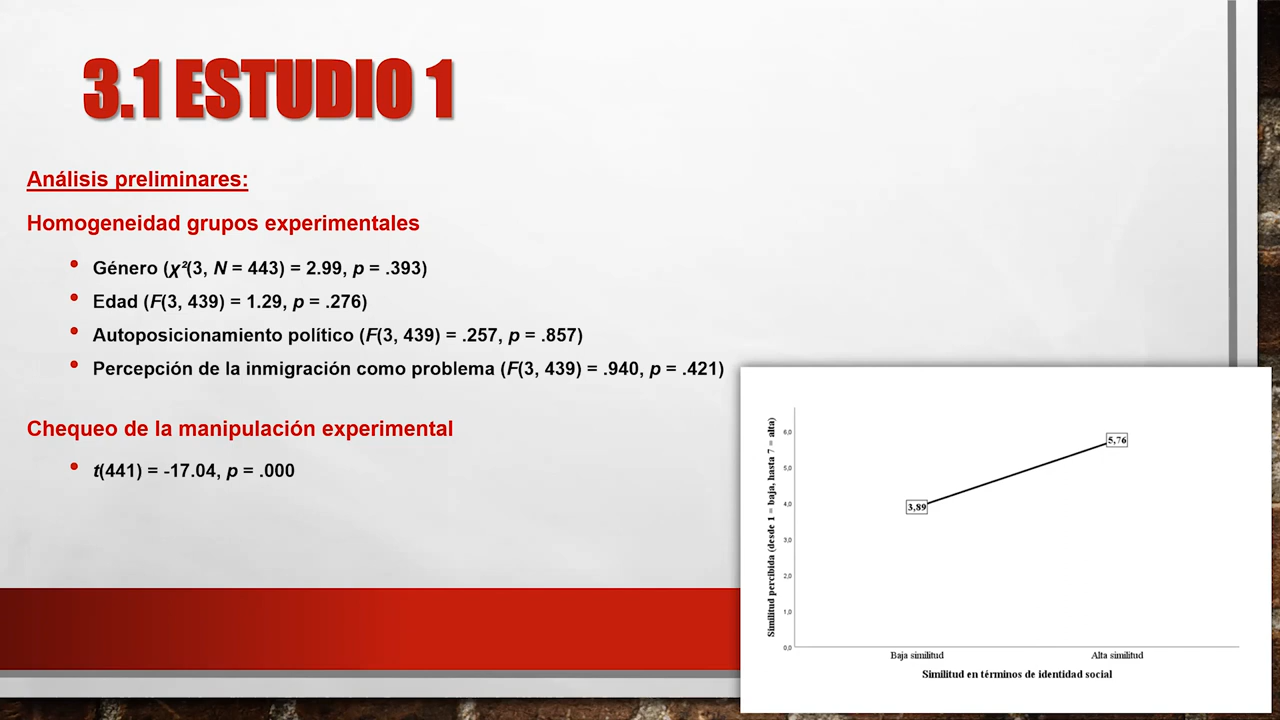 3.1 ESTUDIO 1
Análisis preliminares:
Homogeneidad grupos experimentales
• Género (χ²(3, N = 443) = 2.99, p = .393)
• Edad (F(3, 439) = 1.29, p = .276)
• Autoposicionamiento político (F(3, 439) = .257, p = .857)
• Percepción de la inmigración como problema (F(3, 439) = .940, p = .421)
Chequeo de la manipulación experimental
• t(441) = -17.04, p = .000
Similitud percibida (desde 1 = baja, hasta 7 = alta)
6,0
5,0
4,0
3,0
2,0
1,0
0,0
3,89
5,76
Baja similitud
Alta similitud
Similitud en términos de identidad social